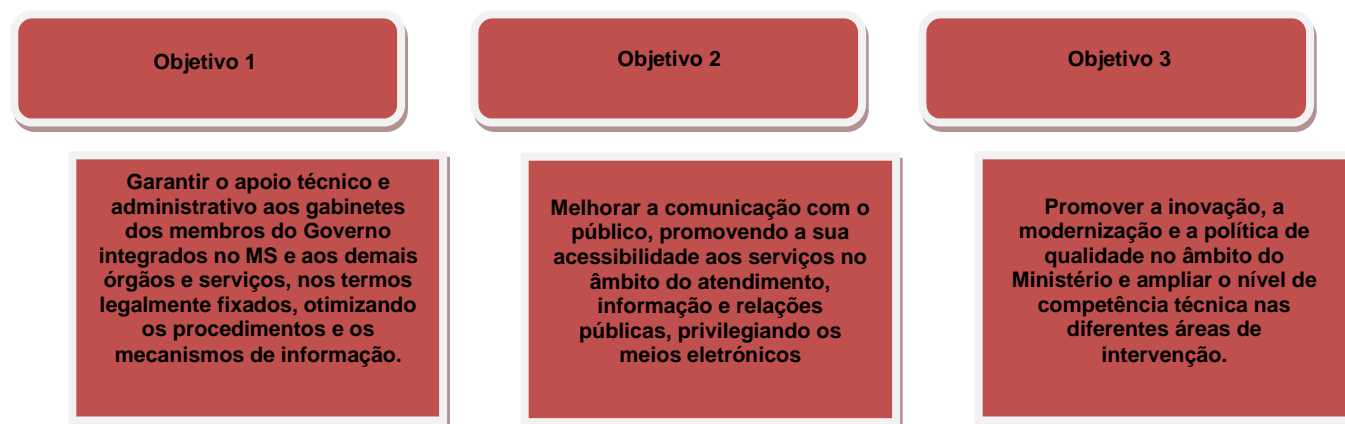 Objetivo 1
Garantir o apoio técnico e
administrativo aos gabinetes
dos membros do Governo
integrados no MS e aos demais
órgãos e serviços, nos termos
legalmente fixados, otimizando
os procedimentos e os
mecanismos de informação.
Objetivo 2
Melhorar a comunicação com o
público, promovendo a sua
acessibilidade aos serviços no
âmbito do atendimento,
informação e relações
públicas, privilegiando os
meios eletrónicos
Objetivo 3
Promover a inovação, a
modernização e a política de
qualidade no âmbito do
Ministério e ampliar o nível de
competência técnica nas
diferentes áreas de
intervenção.